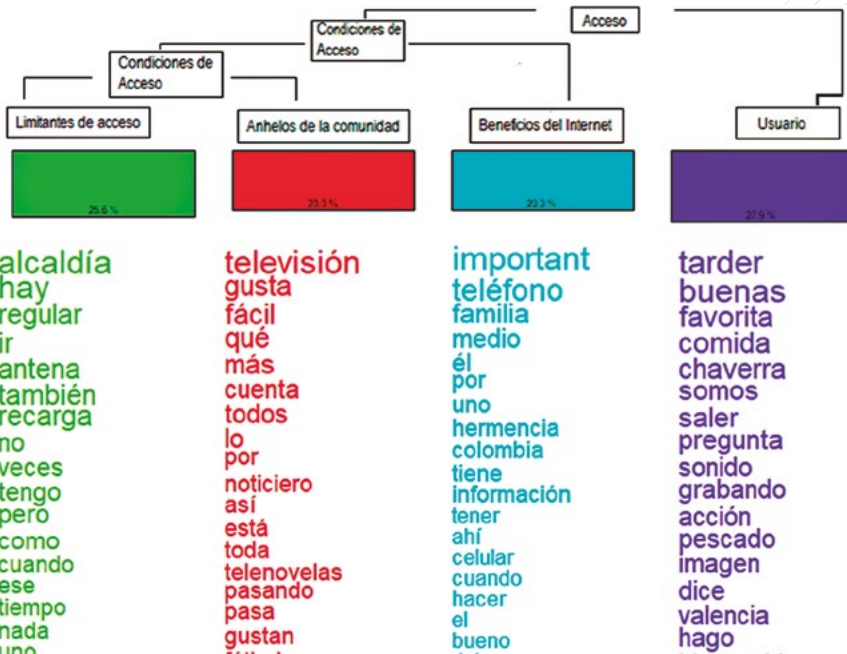 Acceso
Condiciones de
Acceso
Condiciones de
Acceso
Limitantes de acceso
Anhelos de la comunidad
Beneficios del Internet
Usuario
25.6 %
23.3 %
23.3 %
27.9 %
alcaldía
hay
regular
ir
antena
también
recarga
no
veces
tengo
pero
como
cuando
ese
tiempo
nada
uno
televisión
gusta
fácil
qué
más
cuenta
todos
lo
por
noticiero
así
está
toda
telenovelas
pasando
pasa
gustan
important
teléfono
familia
medio
él
por
uno
hermencia
colombia
tiene
información
tener
ahí
celular
cuando
hacer
el
bueno
tarder
buenas
favorita
comida
chaverra
somos
saler
pregunta
sonido
grabando
acción
pescado
imagen
dice
valencia
hago